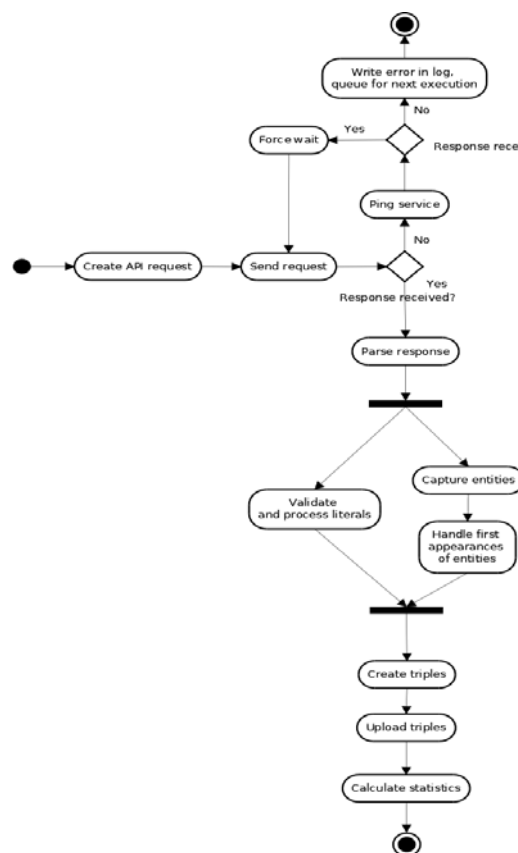 Write error in log,
queue for next execution
No
Yes
Force wait
Response
Ping service
No
Create API request
Send request
Yes
Response received?
Parse response
Capture entities
Validate
and process literals
Handle first
appearances
of entities
Create triples
Upload triples
Calculate statistics